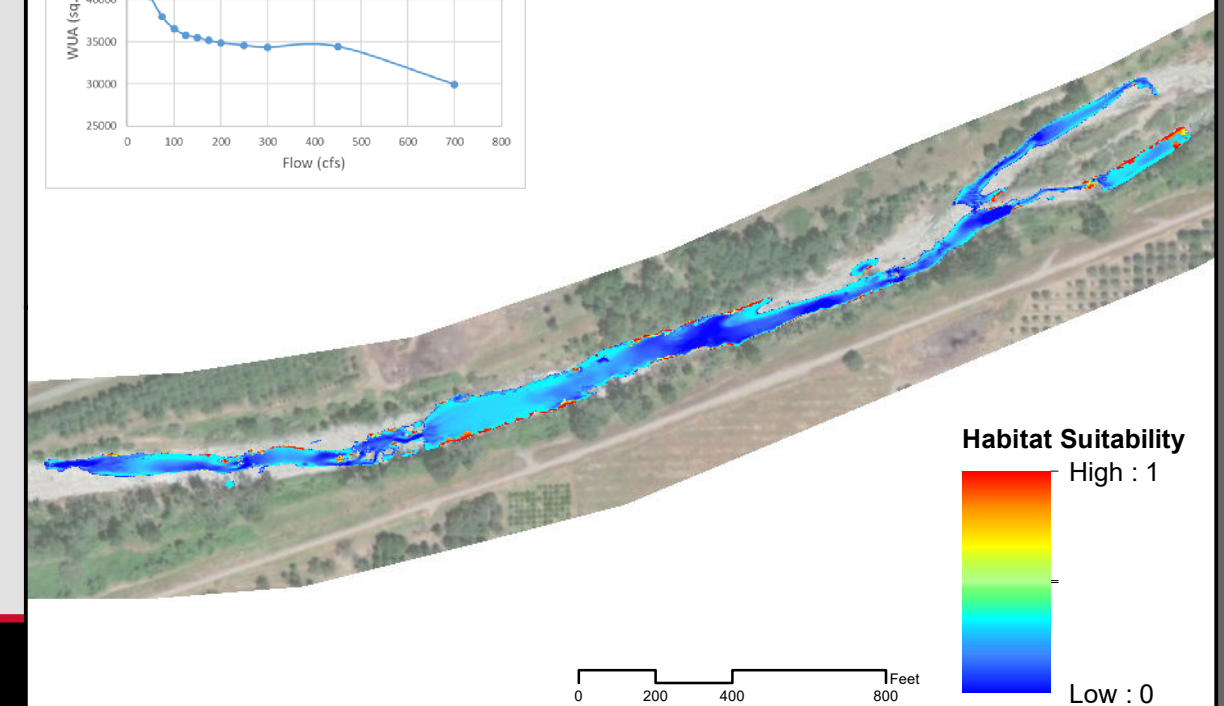 40000
35000
30000
25000
WUA (sq.
0 100 200 300 400 500 600 700 800
Flow (cfs)
Habitat Suitability
High : 1
Low : 0
Feet
0 200 400 800